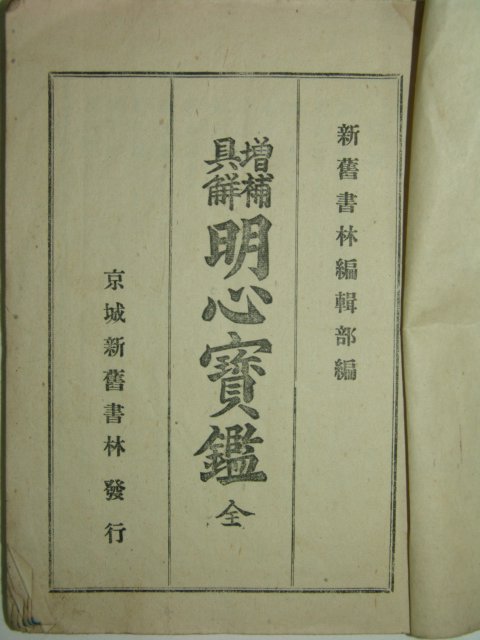 新舊書林編輯部編
增補
具解
明心寶鑑 全
京城新舊書林 發行